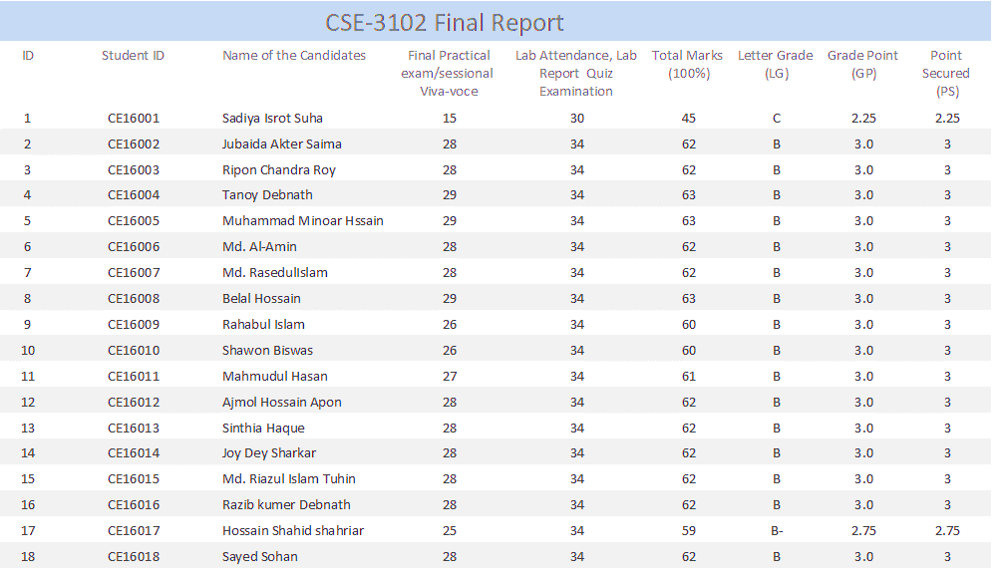 CSE-3102 Final Report
ID Student ID Name of the Candidates Final Practical Lab Attendance, Lab Total Marks Letter Grade Grade Point Point
exam/sessional Report Quiz (100%) (LG) (GP) Secured
Viva-voce Examination (PS)
1 CE16001 Sadiya Isrot Suha 15 30 45 C 2.25 2.25
2 CE16002 Jubaida Akter Saima 28 34 62 B 3.0 3
3 CE16003 Ripon Chandra Roy 28 34 62 B 3.0 3
4 CE16004 Tanoy Debnath 29 34 63 B 3.0 3
5 CE16005 Muhammad Minoar Hssain 29 34 63 B 3.0 3
6 CE16006 Md. Al-Amin 28 34 62 B 3.0 3
7 CE16007 Md. RasedulIslam 28 34 62 B 3.0 3
8 CE16008 Belal Hossain 29 34 63 B 3.0 3
9 CE16009 Rahabul Islam 26 34 60 B 3.0 3
10 CE16010 Shawon Biswas 26 34 60 B 3.0 3
11 CE16011 Mahmudul Hasan 27 34 61 B 3.0 3
12 CE16012 Ajmol Hossain Apon 28 34 62 B 3.0 3
13 CE16013 Sinthia Haque 28 34 62 B 3.0 3
14 CE16014 Joy Dey Sharkar 28 34 62 B 3.0 3
15 CE16015 Md. Riazul Islam Tuhin 28 34 62 B 3.0 3
16 CE16016 Razib kumer Debnath 28 34 62 B 3.0 3
17 CE16017 Hossain Shahid shahriar 25 34 59 B- 2.75 2.75
18 CE16018 Sayed Sohan 28 34 62 B 3.0 3